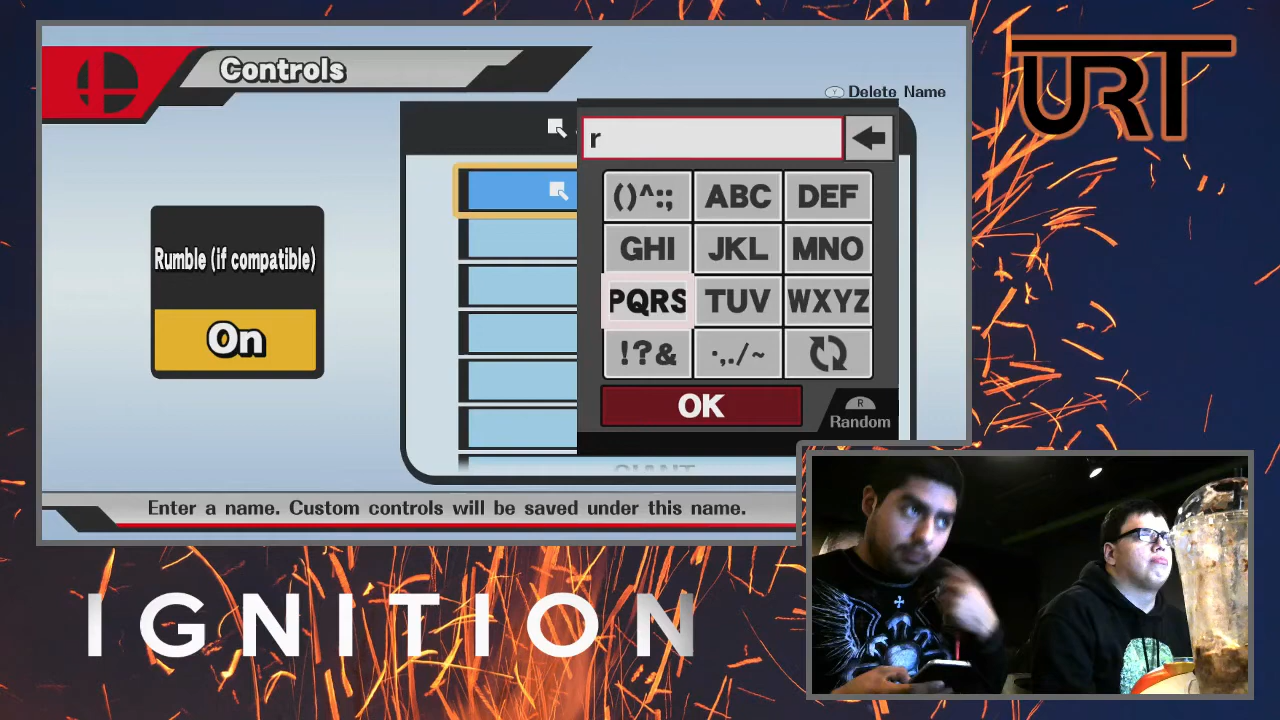 Controls
Delete Name
r
()^:; ABC DEF
GHI JKL MNO
PQRS TUV WXYZ
!?& ·,./~
OK
R
Random
Rumble (if compatible)
On
GIANT
Enter a name. Custom controls will be saved under this name.
URT
IGNITION